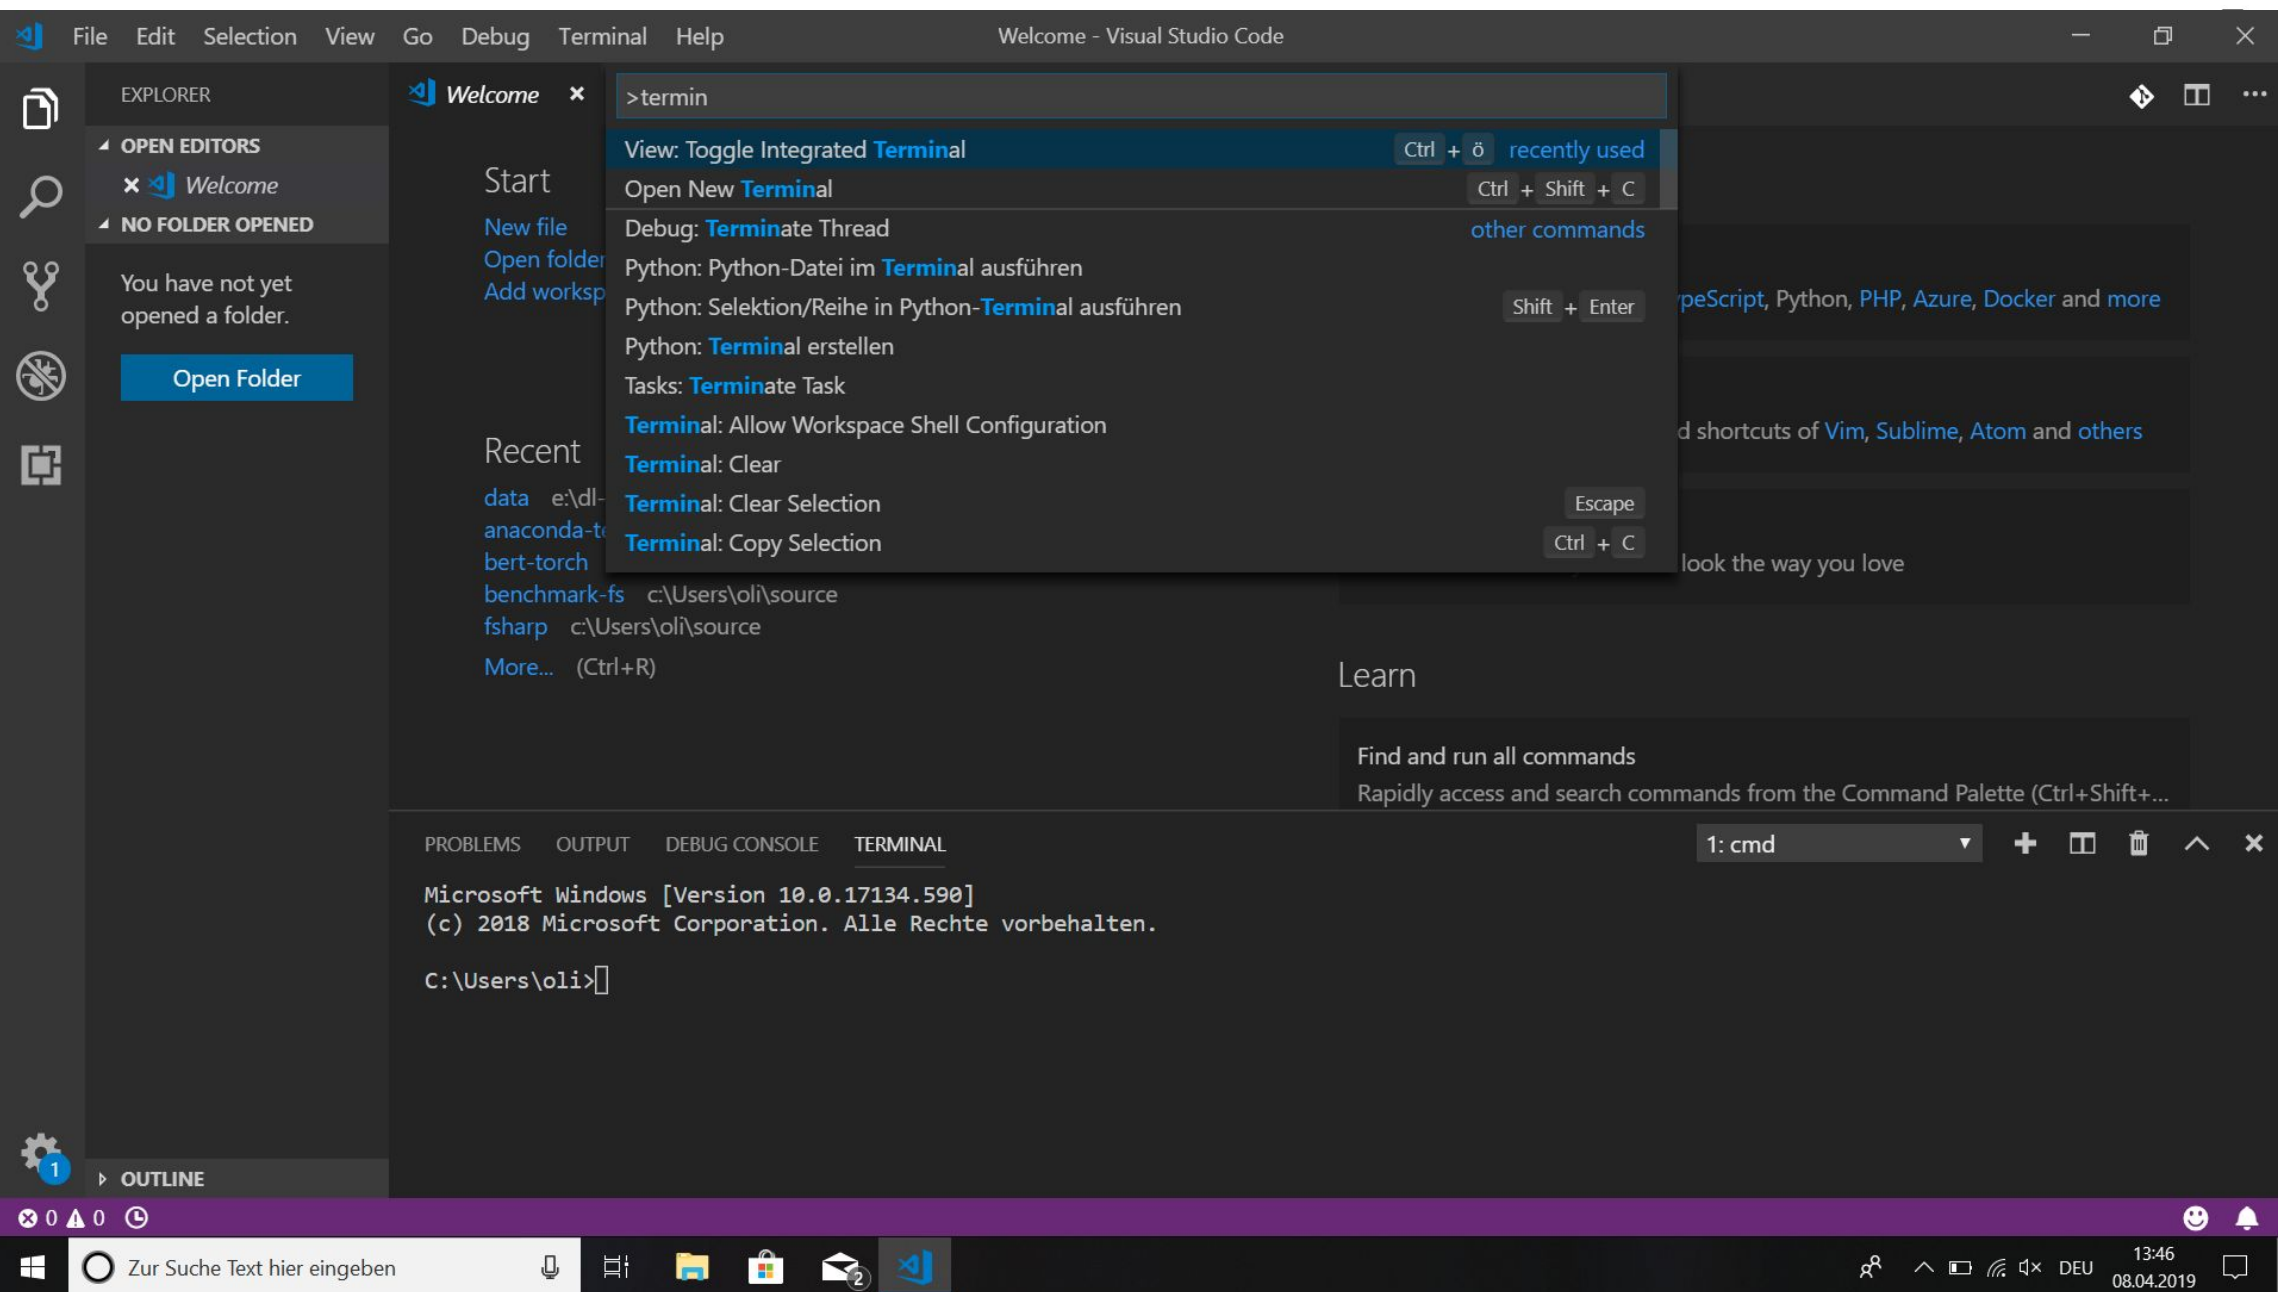 File Edit Selection View Go Debug Terminal Help
Welcome - Visual Studio Code
EXPLORER
OPEN EDITORS
Welcome
NO FOLDER OPENED
You have not yet
opened a folder.
Open Folder
OUTLINE
Welcome
>termin
View: Toggle Integrated Terminal Ctrl + ö recently used
Open New Terminal Ctrl + Shift + C
Debug: Terminate Thread other commands
Python: Python-Datei im Terminal ausführen
Python: Selektion/Reihe in Python-Terminal ausführen Shift + Enter
Python: Terminal erstellen
Tasks: Terminate Task
Terminal: Allow Workspace Shell Configuration
Terminal: Clear
Terminal: Clear Selection Escape
Terminal: Copy Selection Ctrl + C
Start
New file
Open folder
Add worksp
Recent
data e:\dl-
anaconda-te
bert-torch
benchmark-fs c:\Users\oli\source
fsharp c:\Users\oli\source
More... (Ctrl+R)
peScript, Python, PHP, Azure, Docker and more
d shortcuts of Vim, Sublime, Atom and others
look the way you love
Learn
Find and run all commands
Rapidly access and search commands from the Command Palette (Ctrl+Shift+...
PROBLEMS OUTPUT DEBUG CONSOLE TERMINAL
1: cmd
Microsoft Windows [Version 10.0.17134.590]
(c) 2018 Microsoft Corporation. Alle Rechte vorbehalten.
C:\Users\oli>
1
0 0
Zur Suche Text hier eingeben
2
DEU
13:46
08.04.2019